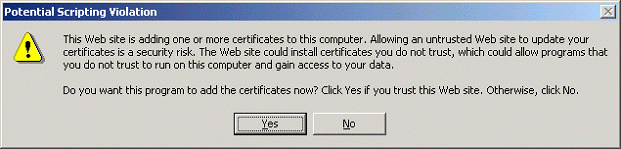 Potential Scripting Violation
This Web site is adding one or more certificates to this computer. Allowing an untrusted Web site to update your
certificates is a security risk. The Web site could install certificates you do not trust, which could allow programs that
you do not trust to run on this computer and gain access to your data.
Do you want this program to add the certificates now? Click Yes if you trust this Web site. Otherwise, click No.
Yes No